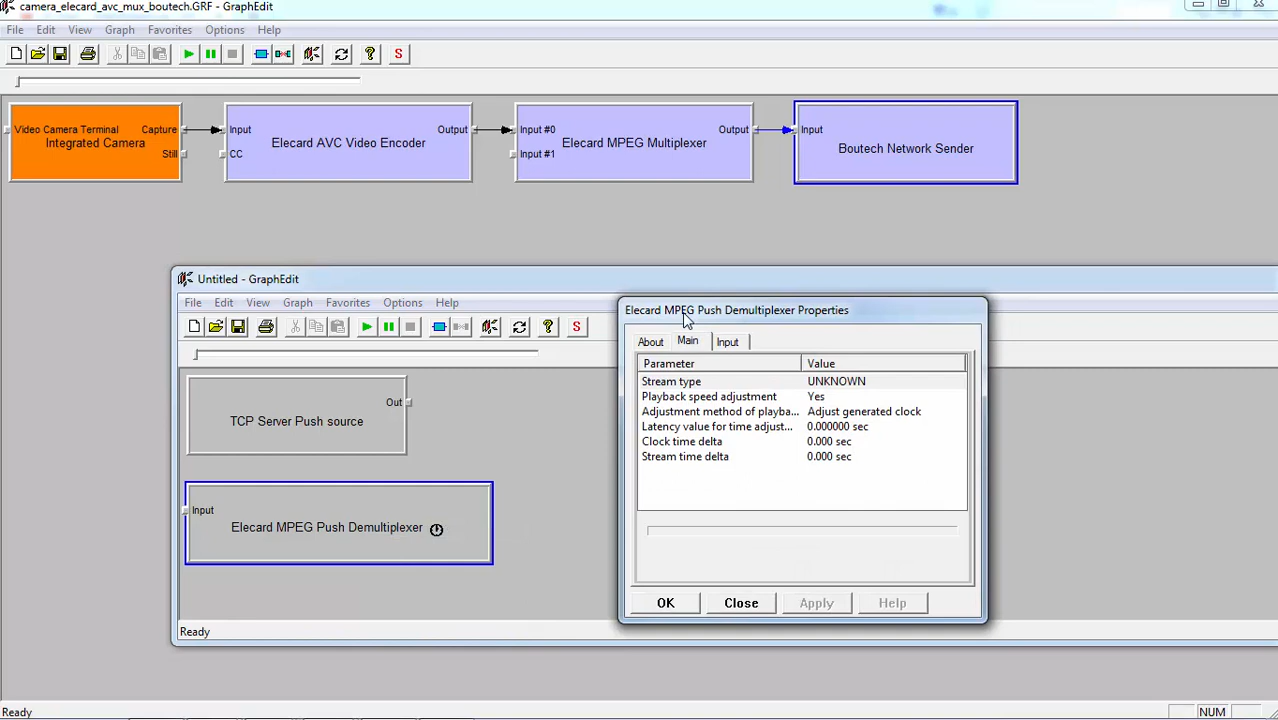 camera_elecard_avc_mux_boutech.GRF - GraphEdit
File Edit View Graph Favorites Options Help
S
Video Camera Terminal Capture
Integrated Camera
Still
Input Output
Elecard AVC Video Encoder
CC
Input #0 Output
Elecard MPEG Multiplexer
Input #1
Input
Boutech Network Sender
Untitled - GraphEdit
File Edit View Graph Favorites Options Help
S
Out
TCP Server Push source
Input
Elecard MPEG Push Demultiplexer
Ready
Elecard MPEG Push Demultiplexer Properties
About Main Input
Parameter Value
Stream type UNKNOWN
Playback speed adjustment Yes
Adjustment method of playba... Adjust generated clock
Latency value for time adjust... 0.000000 sec
Clock time delta 0.000 sec
Stream time delta 0.000 sec
OK Close Apply Help
Ready NUM